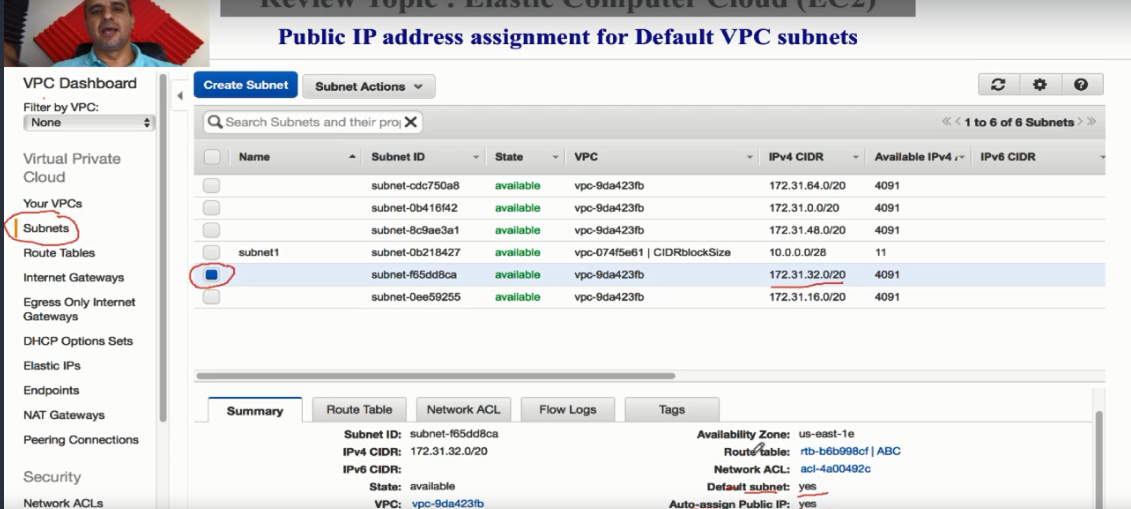 Review Topic : Elastic Computer Cloud (EC2)
Public IP address assignment for Default VPC subnets
VPC Dashboard
Filter by VPC:
None
Virtual Private
Cloud
Your VPCs
Subnets
Route Tables
Internet Gateways
Egress Only Internet
Gateways
DHCP Options Sets
Elastic IPs
Endpoints
NAT Gateways
Peering Connections
Security
Network ACLs
Create Subnet Subnet Actions
Search Subnets and their prop 1 to 6 of 6 Subnets
Name Subnet ID State VPC IPv4 CIDR Available IPv4 IPv6 CIDR
subnet-cdc750a8 available vpc-9da423fb 172.31.64.0/20 4091
subnet-0b416f42 available vpc-9da423fb 172.31.0.0/20 4091
subnet-8c9ae3a1 available vpc-9da423fb 172.31.48.0/20 4091
subnet1 subnet-0b218427 available vpc-074f5e61 | CIDRblockSize 10.0.0.0/28 11
subnet-f65dd8ca available vpc-9da423fb 172.31.32.0/20 4091
subnet-0ee59255 available vpc-9da423fb 172.31.16.0/20 4091
Summary Route Table Network ACL Flow Logs Tags
Subnet ID: subnet-f65dd8ca Availability Zone: us-east-1e
IPv4 CIDR: 172.31.32.0/20 Route table: rtb-b6b998cf | ABC
IPv6 CIDR: Network ACL: acl-4a00492c
State: available Default subnet: yes
VPC: vpc-9da423fb Auto-assign Public IP: yes